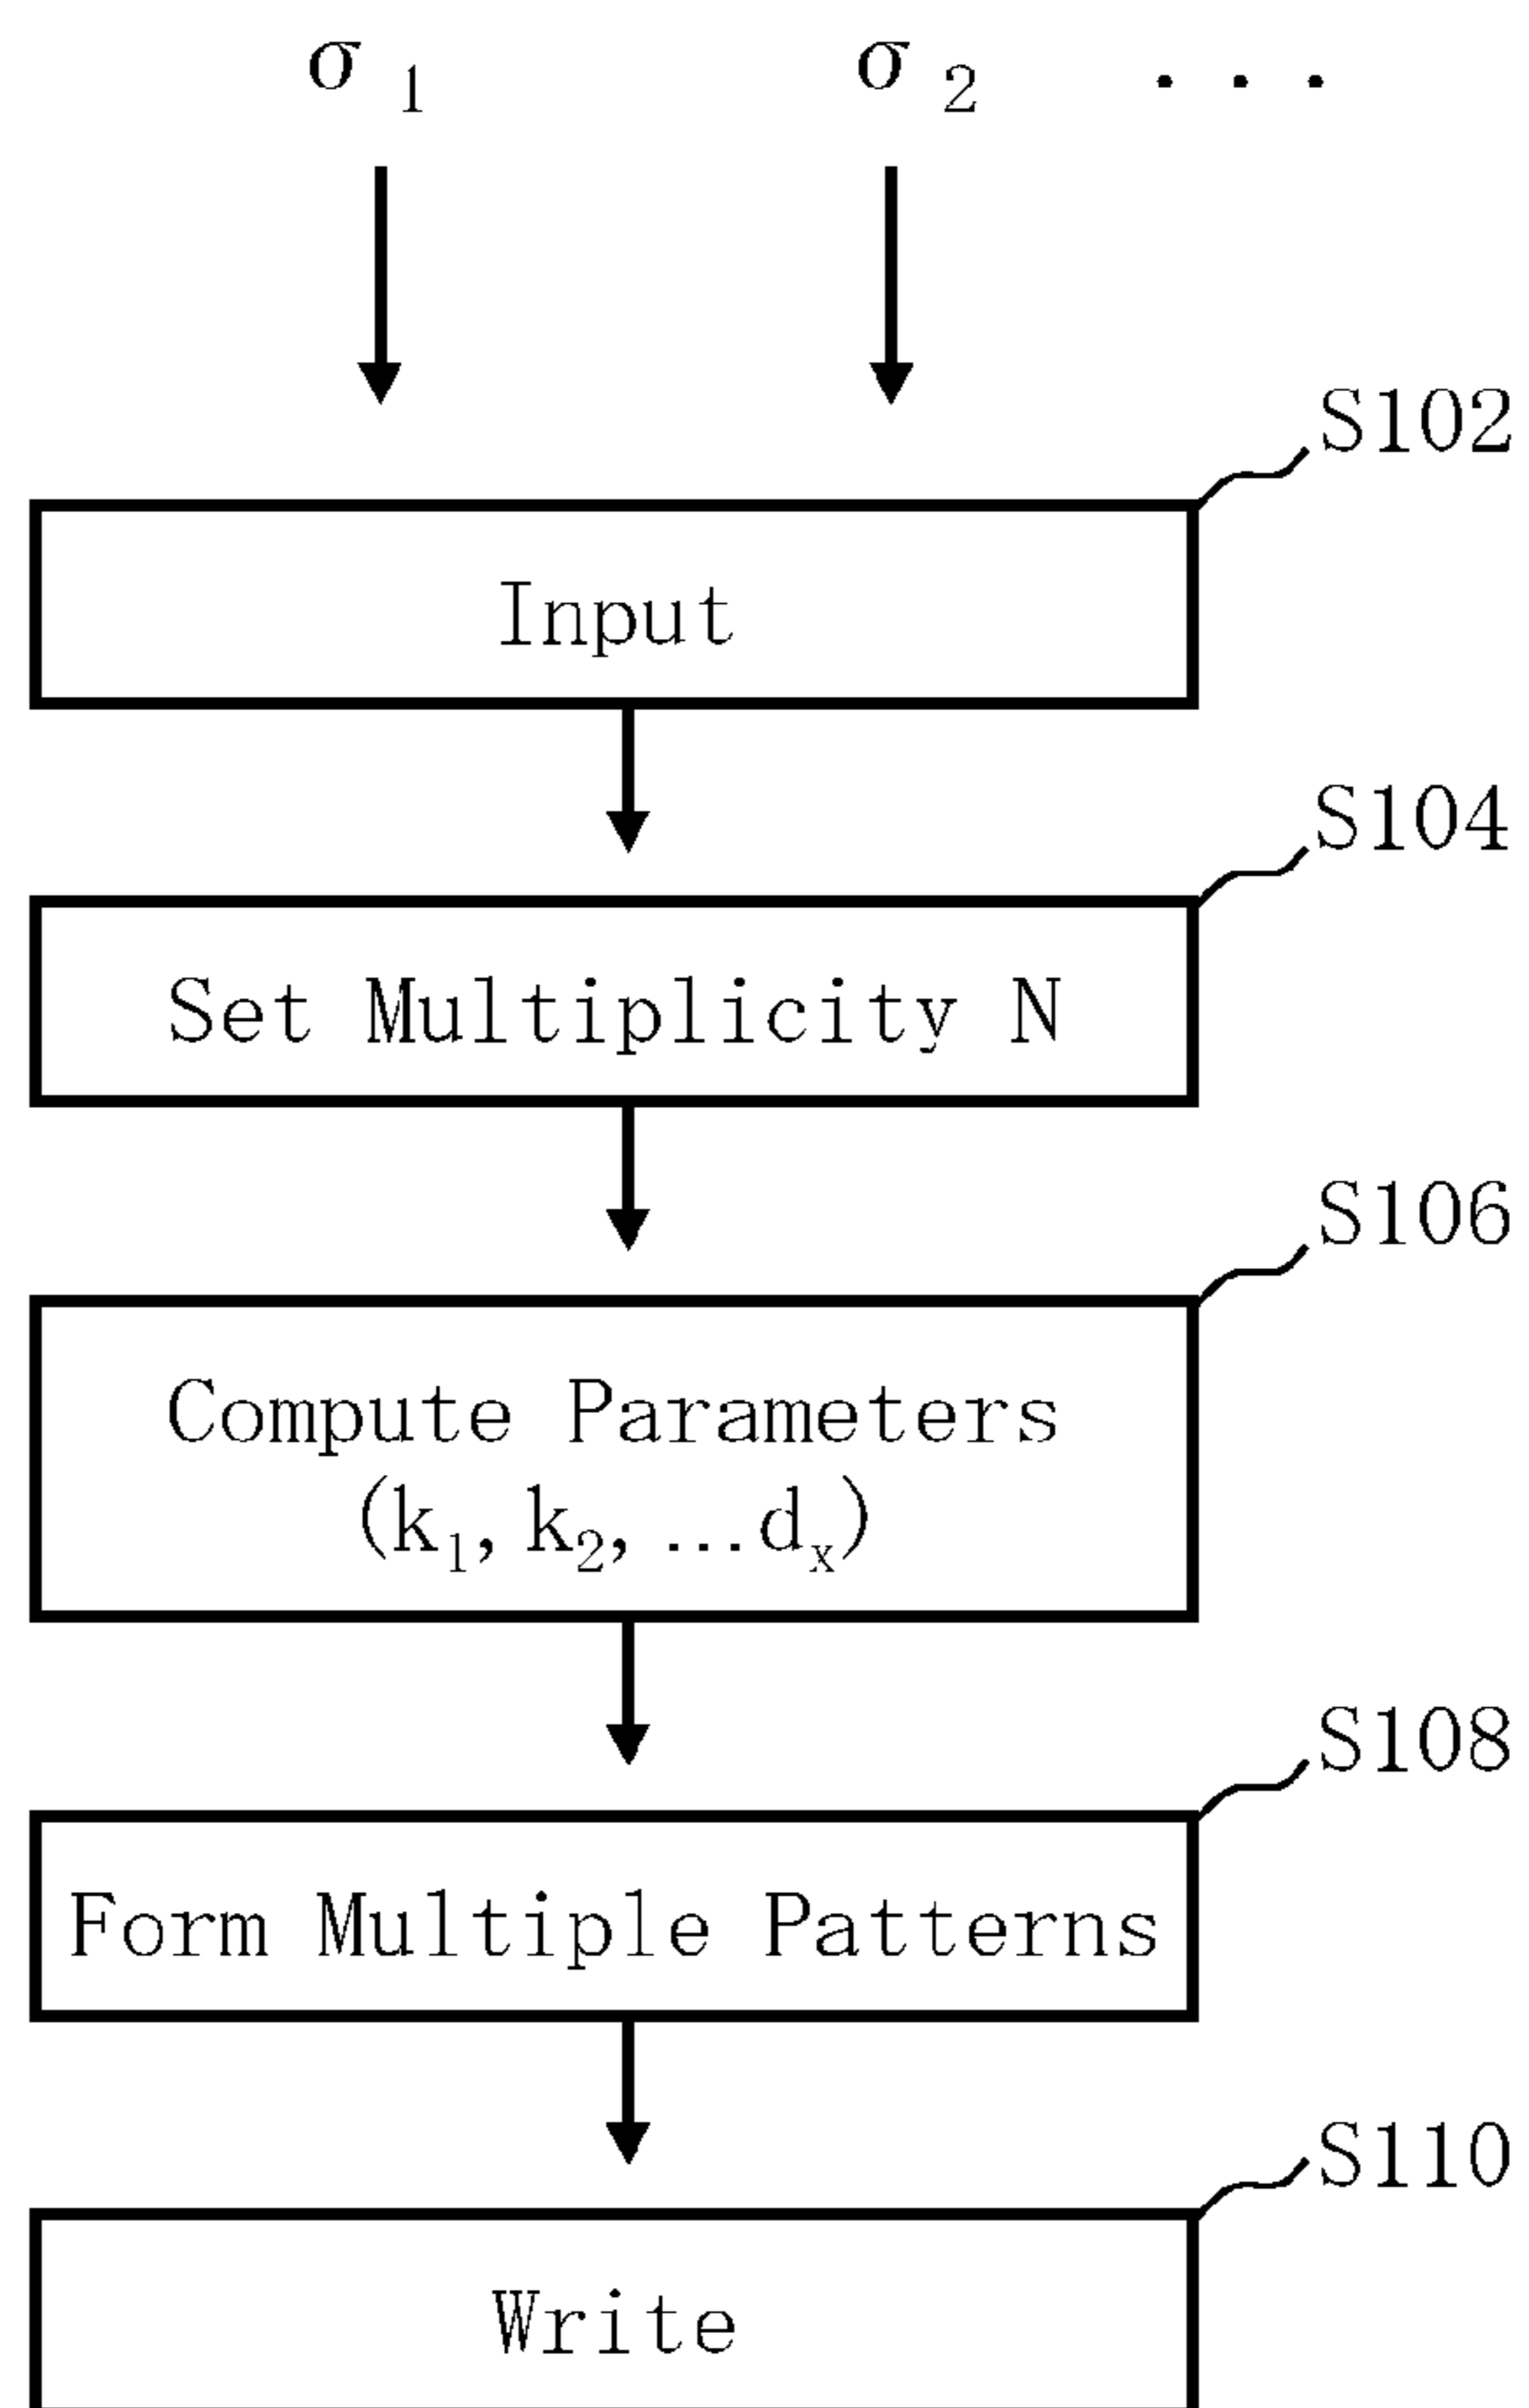 σ 1 σ 2 ...
S102
Input
S104
Set Multiplicity N
S106
Compute Parameters
(k1, k2, ...dx)
S108
Form Multiple Patterns
S110
Write